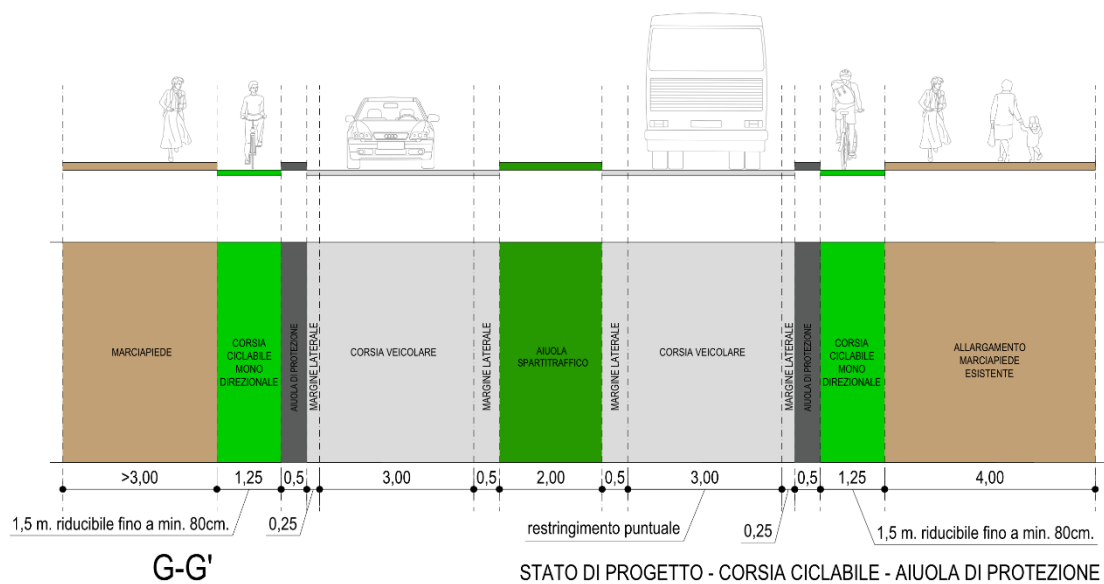 MARCIAPIEDE
CORSIA
CICLABILE
MONO
DIREZIONALE
AIUOLA DI PROTEZIONE
MARGINE LATERALE
CORSIA VEICOLARE
MARGINE LATERALE
AIUOLA
SPARTITRAFFICO
MARGINE LATERALE
CORSIA VEICOLARE
MARGINE LATERALE
AIUOLA DI PROTEZIONE
CORSIA
CICLABILE
MONO
DIREZIONALE
ALLARGAMENTO
MARCIAPIEDE
ESISTENTE
>3,00 1,25 0,5 3,00 0,5 2,00 0,5 3,00 0,5 1,25 4,00
1,5 m. riducibile fino a min. 80cm. 0,25 restringimento puntuale 0,25 1,5 m. riducibile fino a min. 80cm.
G-G' STATO DI PROGETTO - CORSIA CICLABILE - AIUOLA DI PROTEZIONE